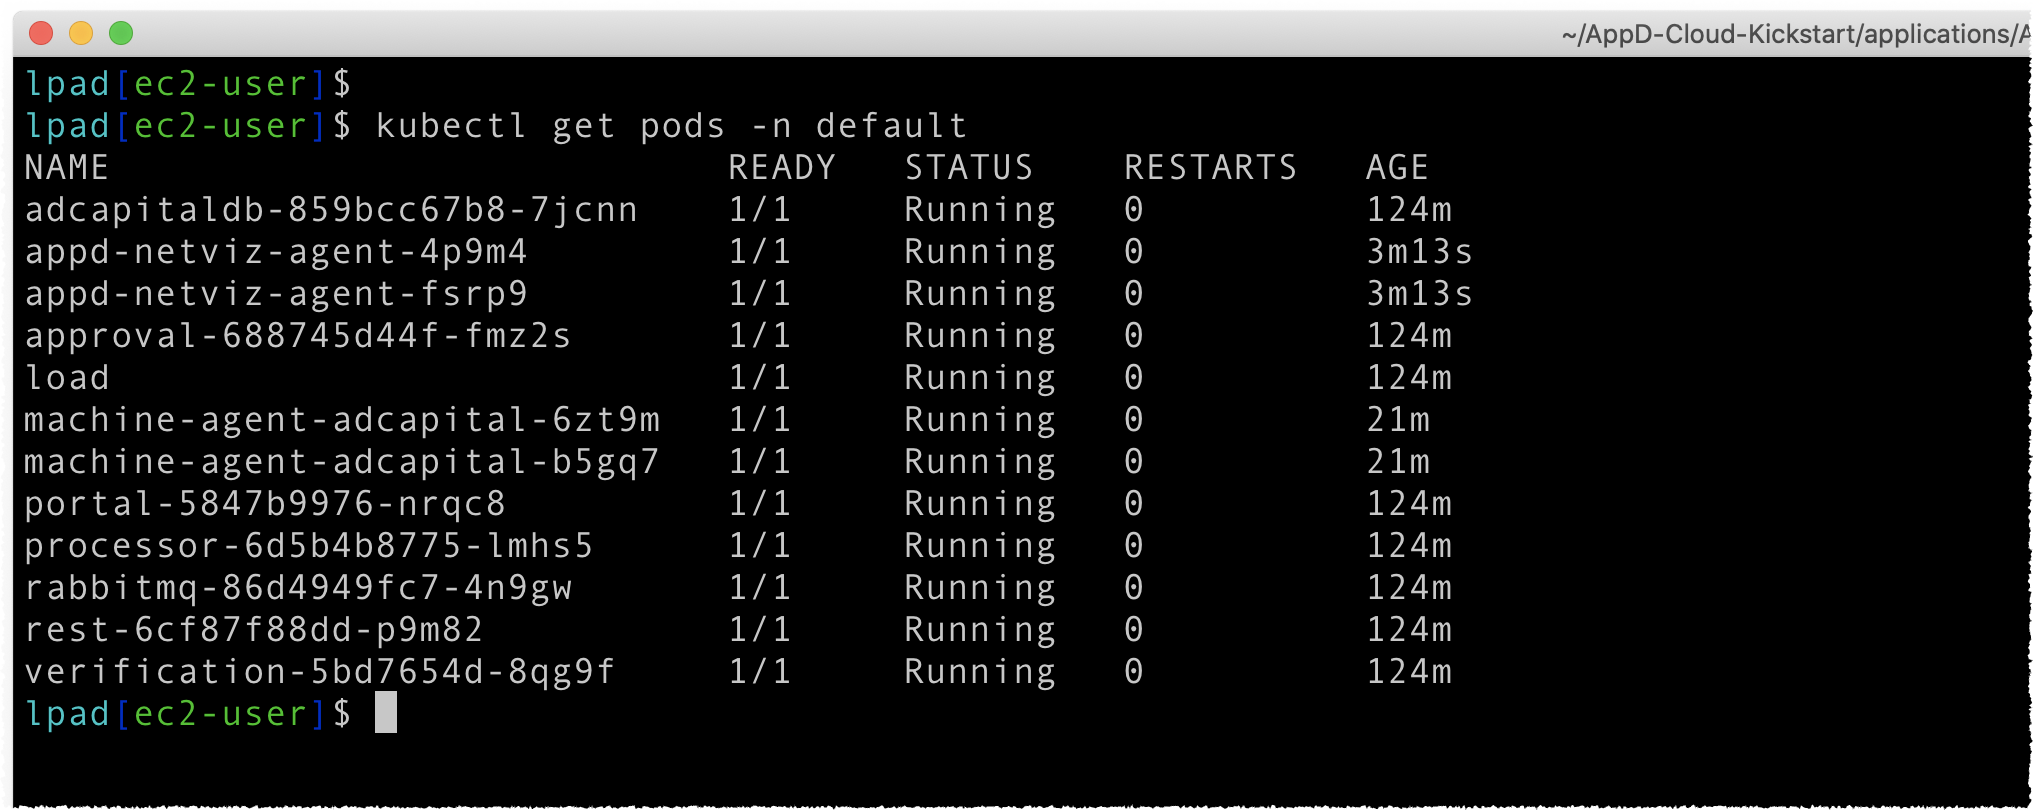 ~/AppD-Cloud-Kickstart/applications/A
lpad[ec2-user]$
lpad[ec2-user]$ kubectl get pods -n default
NAME                            READY   STATUS    RESTARTS   AGE
adcapitaldb-859bcc67b8-7jcnn    1/1     Running   0          124m
appd-netviz-agent-4p9m4         1/1     Running   0          3m13s
appd-netviz-agent-fsrp9         1/1     Running   0          3m13s
approval-688745d44f-fmz2s       1/1     Running   0          124m
load                            1/1     Running   0          124m
machine-agent-adcapital-6zt9m   1/1     Running   0          21m
machine-agent-adcapital-b5gq7   1/1     Running   0          21m
portal-5847b9976-nrqc8          1/1     Running   0          124m
processor-6d5b4b8775-lmhs5      1/1     Running   0          124m
rabbitmq-86d4949fc7-4n9gw       1/1     Running   0          124m
rest-6cf87f88dd-p9m82           1/1     Running   0          124m
verification-5bd7654d-8qg9f     1/1     Running   0          124m
lpad[ec2-user]$